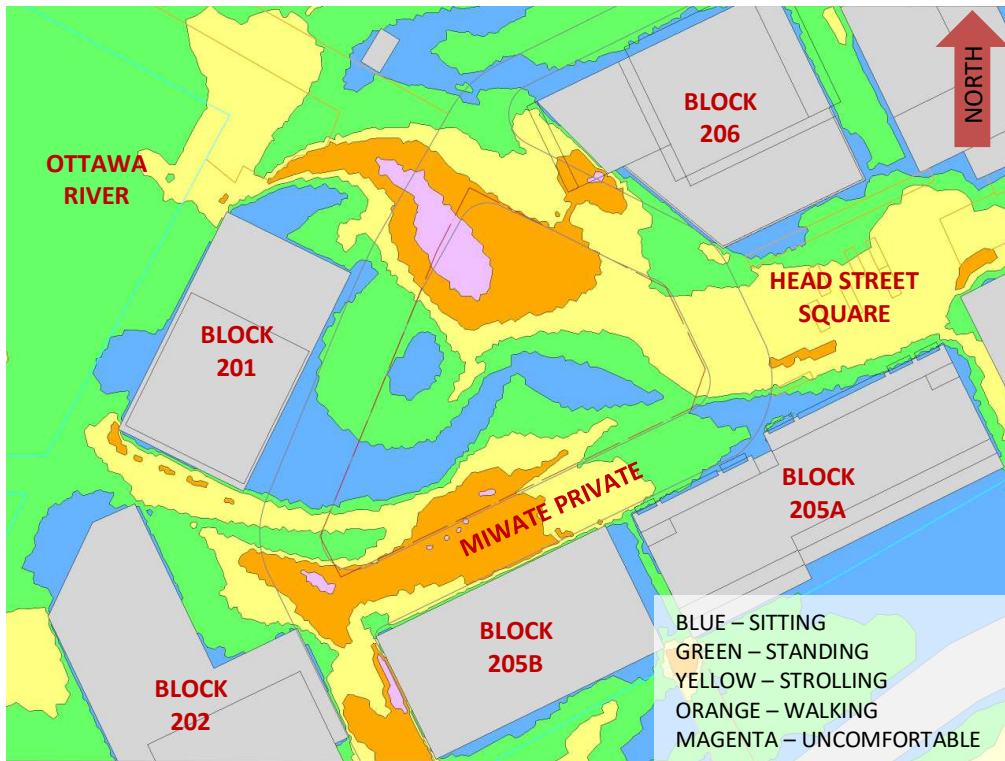 NORTH
BLOCK
206
OTTAWA
RIVER
HEAD STREET
SQUARE
BLOCK
201
BLOCK
205A
MIWATE PRIVATE
BLOCK
205B
BLOCK
202
BLUE – SITTING
GREEN – STANDING
YELLOW – STROLLING
ORANGE – WALKING
MAGENTA – UNCOMFORTABLE